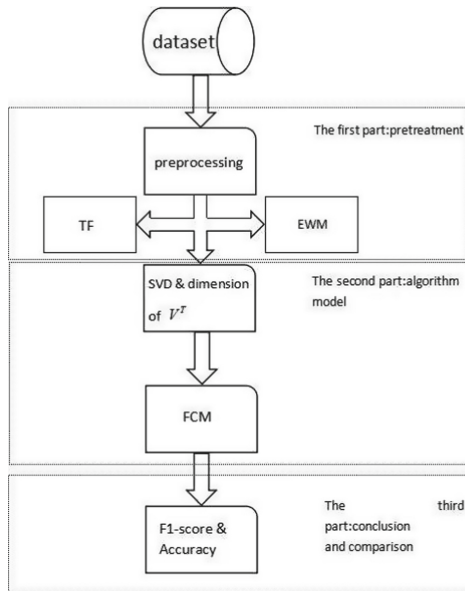 dataset
The first part:pretreatment
preprocessing
TF
EWM
SVD & dimension
of V^T
The second part:algorithm
model
FCM
F1-score &
Accuracy
The third
part:conclusion
and comparison